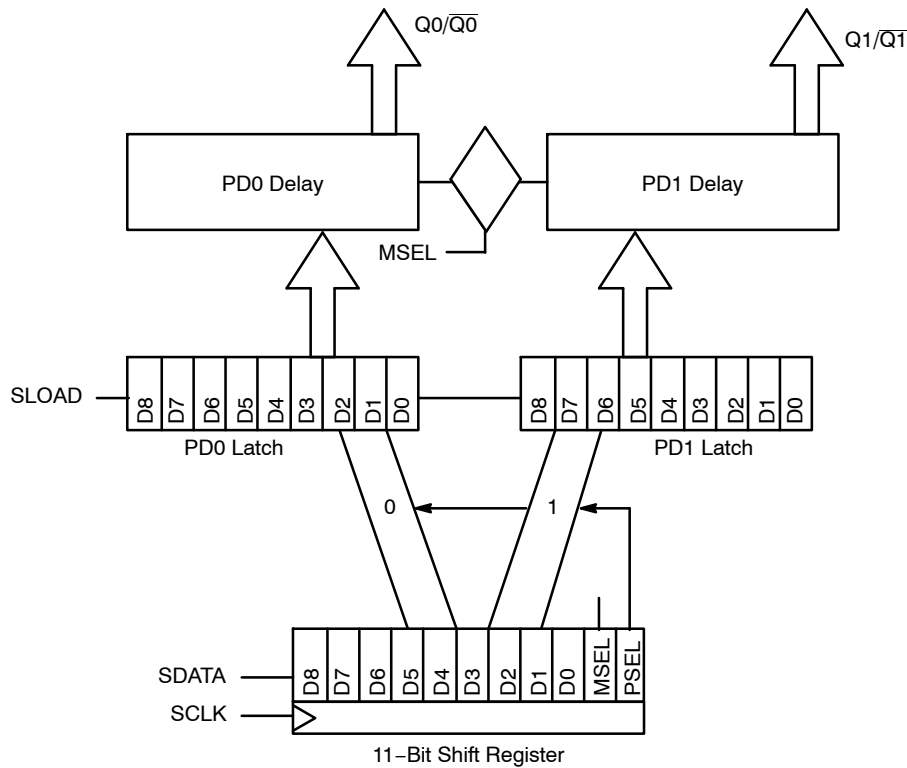 Q0/Q̅0̅
Q1/Q̅1̅
PD0 Delay
PD1 Delay
MSEL
SLOAD
D8 D7 D6 D5 D4 D3 D2 D1 D0
D8 D7 D6 D5 D4 D3 D2 D1 D0
PD0 Latch
PD1 Latch
0
1
SDATA
D8 D7 D6 D5 D4 D3 D2 D1 D0 MSEL PSEL
SCLK
11−Bit Shift Register